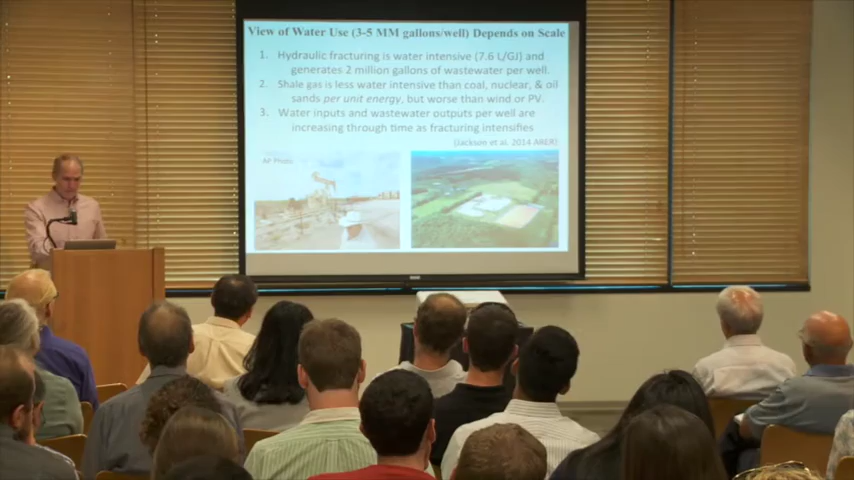 View of Water Use (3-5 MM gallons/well) Depends on Scale
1. Hydraulic fracturing is water intensive (7.6 L/GJ) and
generates 2 million gallons of wastewater per well.
2. Shale gas is less water intensive than coal, nuclear, & oil
sands per unit energy, but worse than wind or PV.
3. Water inputs and wastewater outputs per well are
increasing through time as fracturing intensifies
(Jackson et al. 2014 ARER)
AP Photo